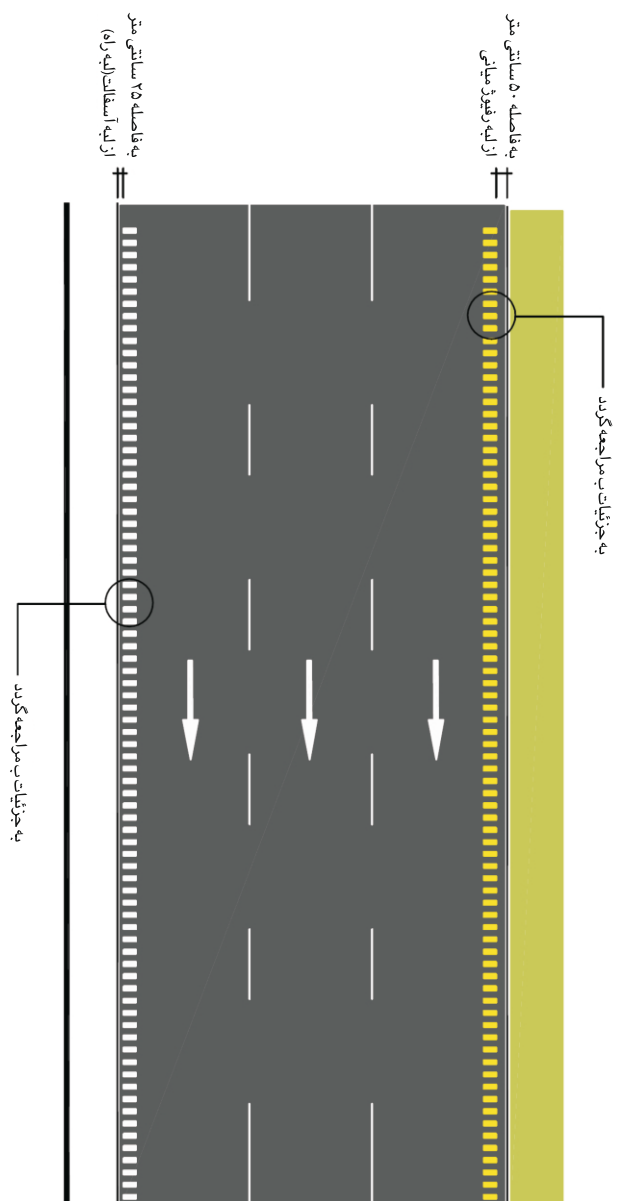 به فاصله ۵۰ سانتی متر
از لبه رفیوژ میانی
به فاصله ۲۵ سانتی متر
از لبه آسفالت(لبه راه)
به جزئیات ب مراجعه گردد
به جزئیات ب مراجعه گردد